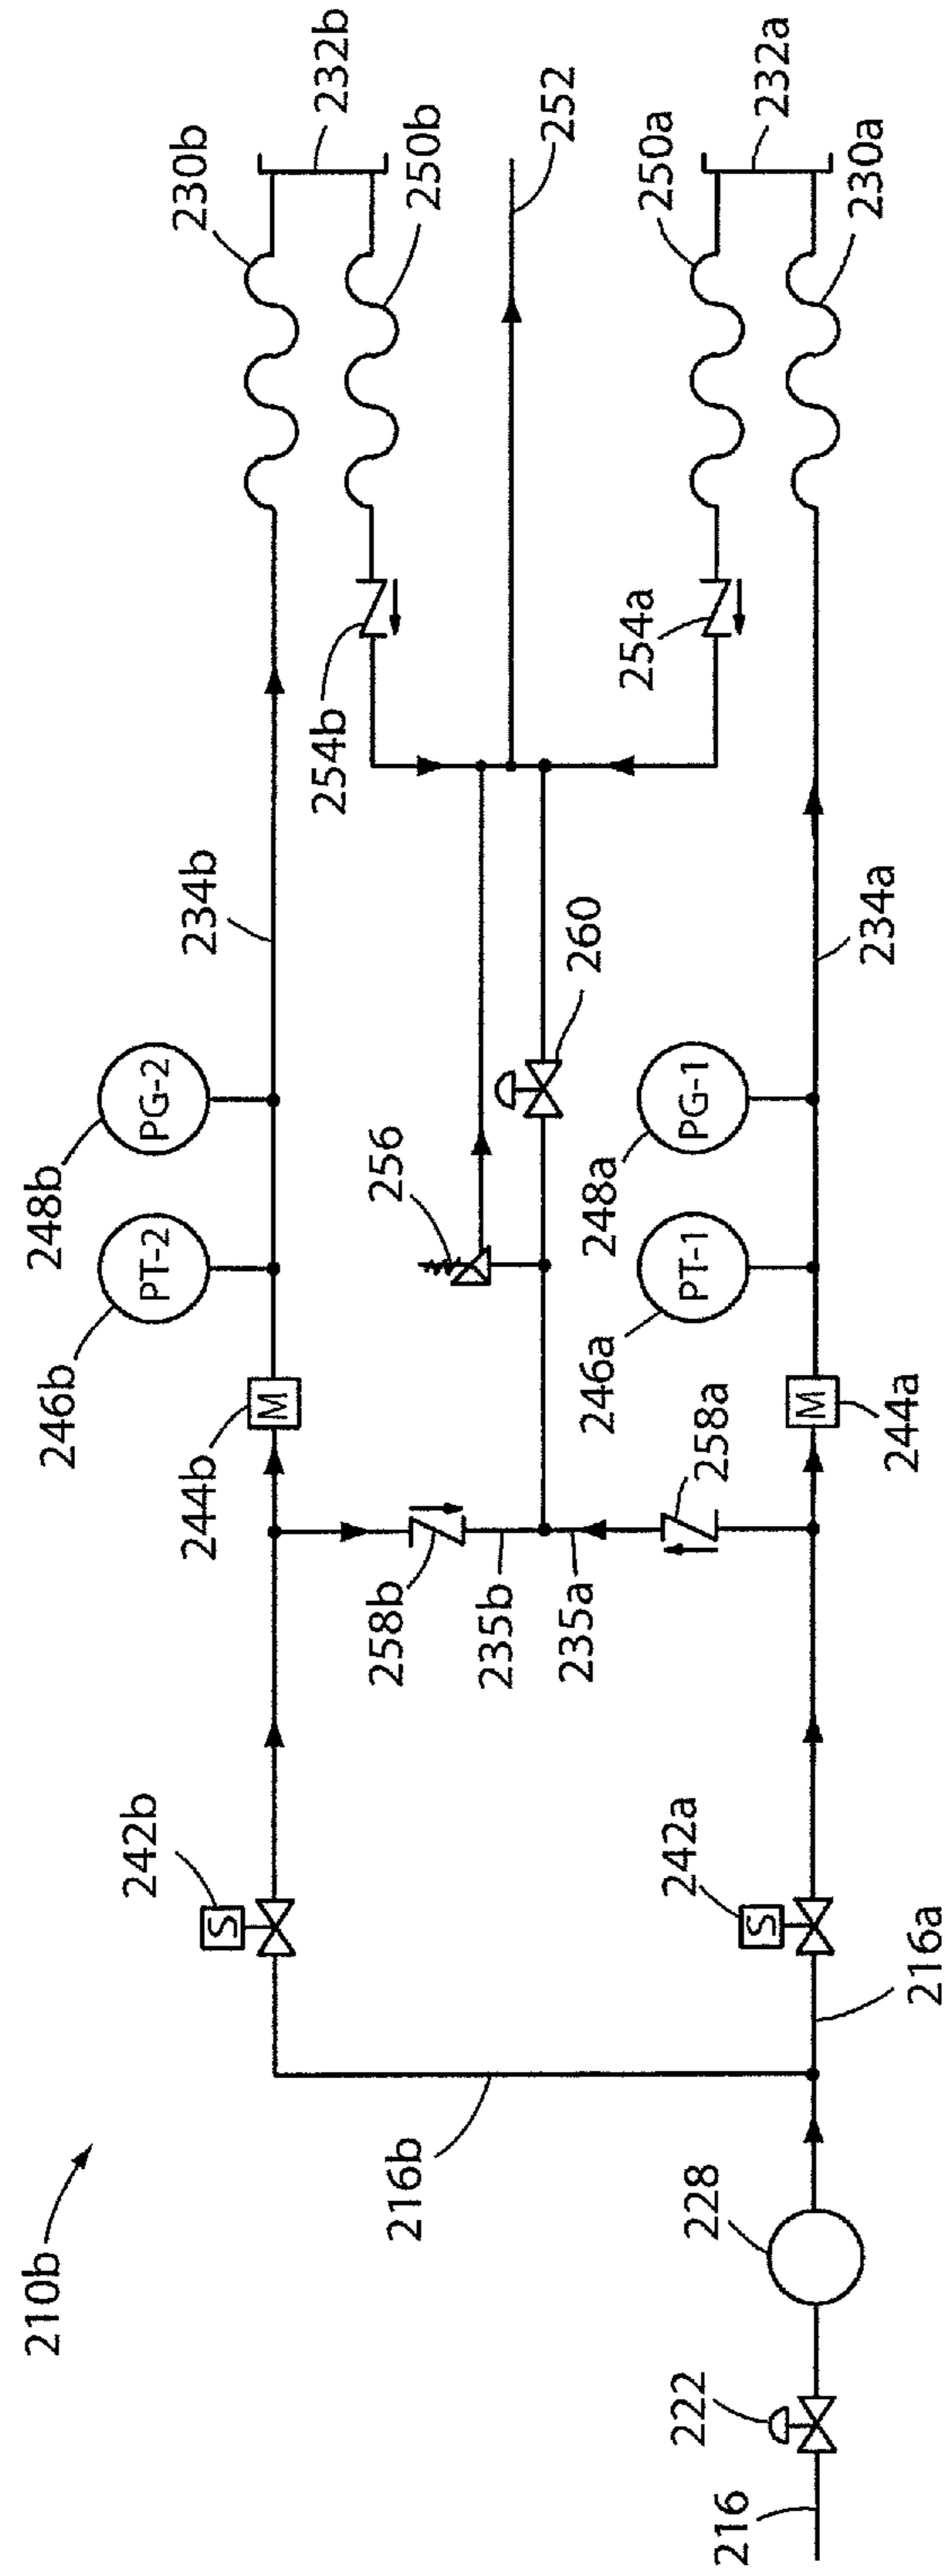 210b
216
222
228
216b
216a
242b
242a
258b
235b
235a
258a
244b
M
M
244a
246b
PT-2
248b
PG-2
256
246a
PT-1
248a
PG-1
260
234b
234a
254b
254a
230b
232b
250b
252
250a
232a
230a
S
S